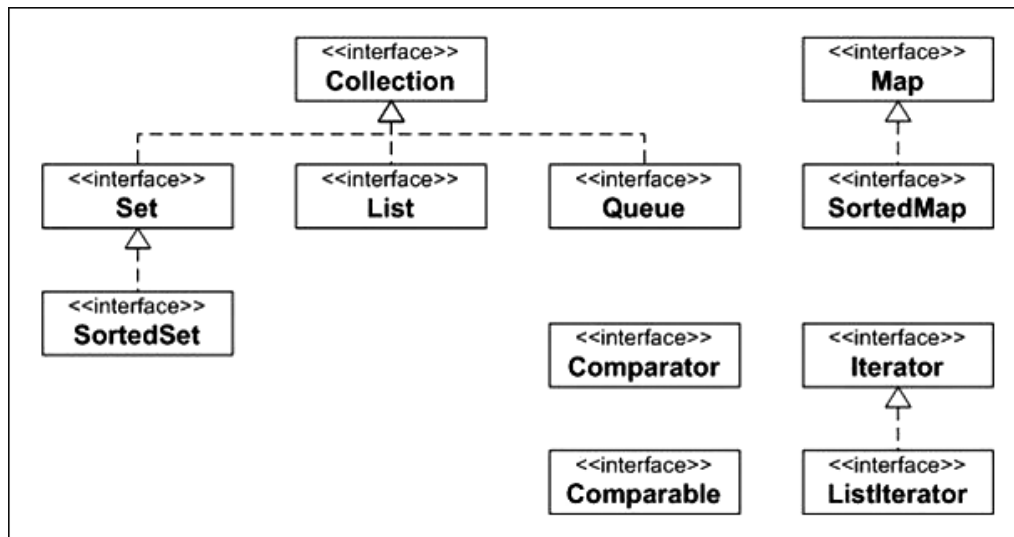 <<interface>>
Collection
<<interface>>
Map
<<interface>>
Set
<<interface>>
List
<<interface>>
Queue
<<interface>>
SortedMap
<<interface>>
SortedSet
<<interface>>
Comparator
<<interface>>
Iterator
<<interface>>
Comparable
<<interface>>
ListIterator